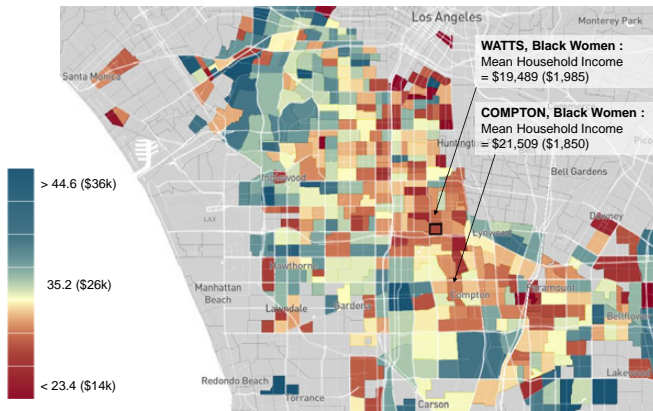 Los Angeles
Monterey Park
WATTS, Black Women :
Mean Household Income
= $19,489 ($1,985)
Santa Monica
COMPTON, Black Women :
Mean Household Income
= $21,509 ($1,850)
Bell Gardens
> 44.6 ($36k)
Inglewood
LAX
Downey
Lynwood
35.2 ($26k)
Hawthorne
Manhattan
Beach
Compton
Paramount
Lawndale
Gardena
Bellflower
< 23.4 ($14k)
Redondo Beach
Lakewood
Torrance
Carson